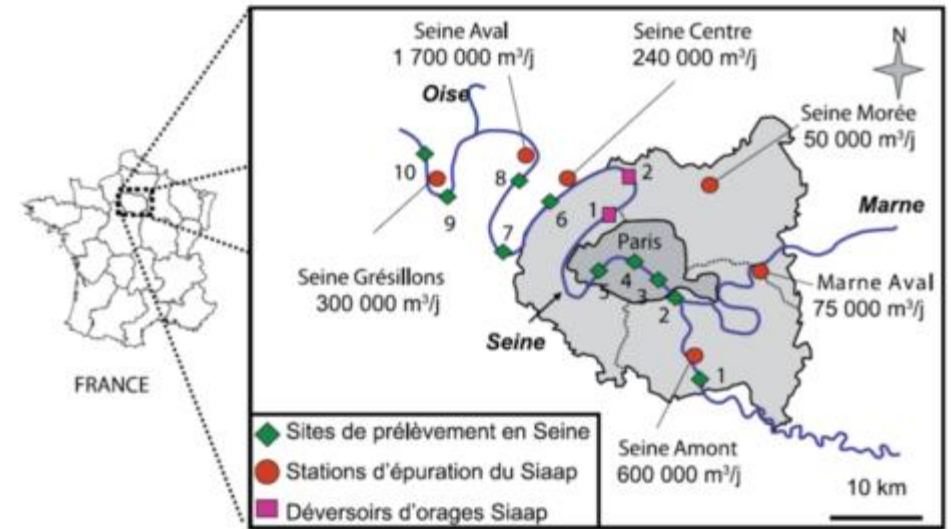 Seine Aval
1 700 000 m³/j
Seine Centre
240 000 m³/j
N
Oise
Seine Morée
50 000 m³/j
10
8
9
7
6
2
1
Marne
Paris
Seine Grésillons
300 000 m³/j
5
4
3
2
Marne Aval
75 000 m³/j
Seine
1
FRANCE
Sites de prélèvement en Seine
Stations d'épuration du Siaap
Déversoirs d'orages Siaap
Seine Amont
600 000 m³/j
10 km